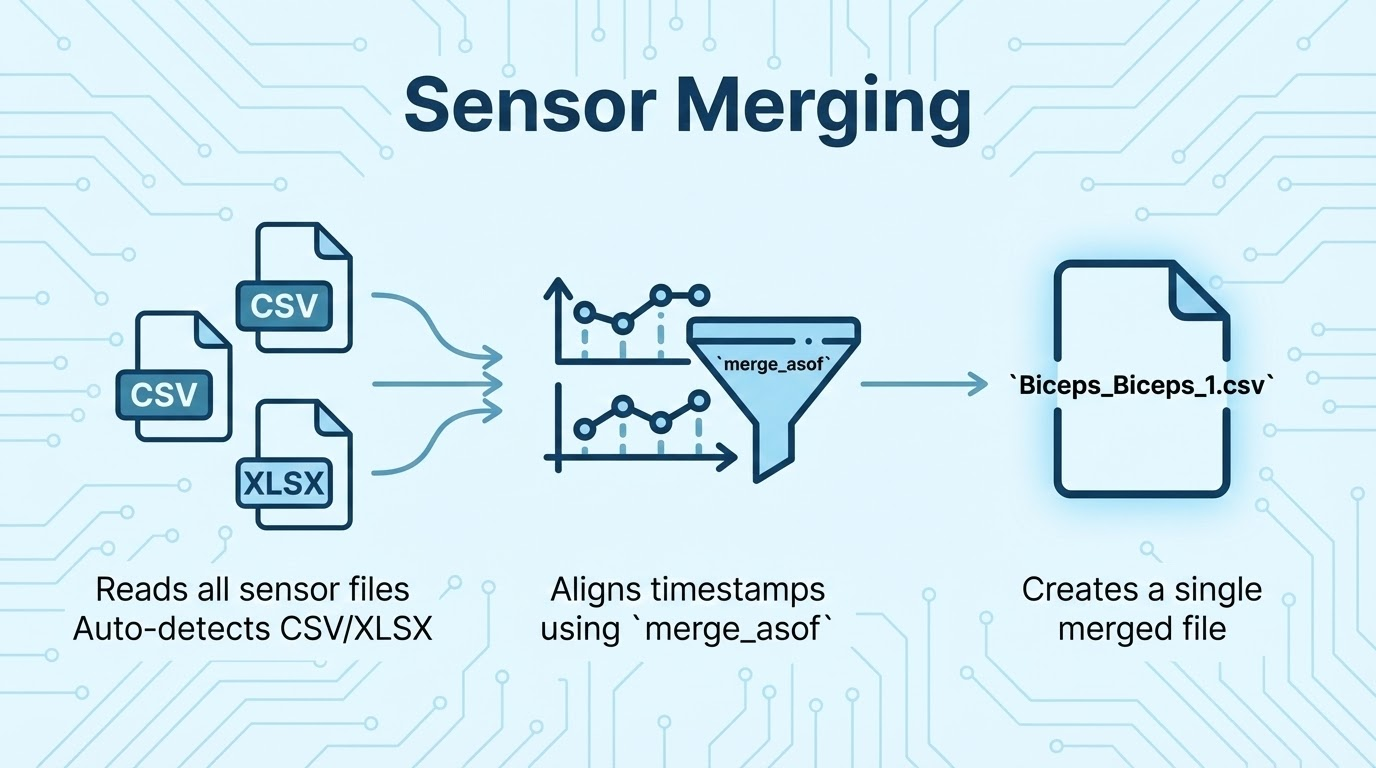 Sensor Merging
CSV
CSV
XLSX
`merge_asof`
`Biceps_Biceps_1.csv`
Reads all sensor files
Auto-detects CSV/XLSX
Aligns timestamps
using `merge_asof`
Creates a single
merged file